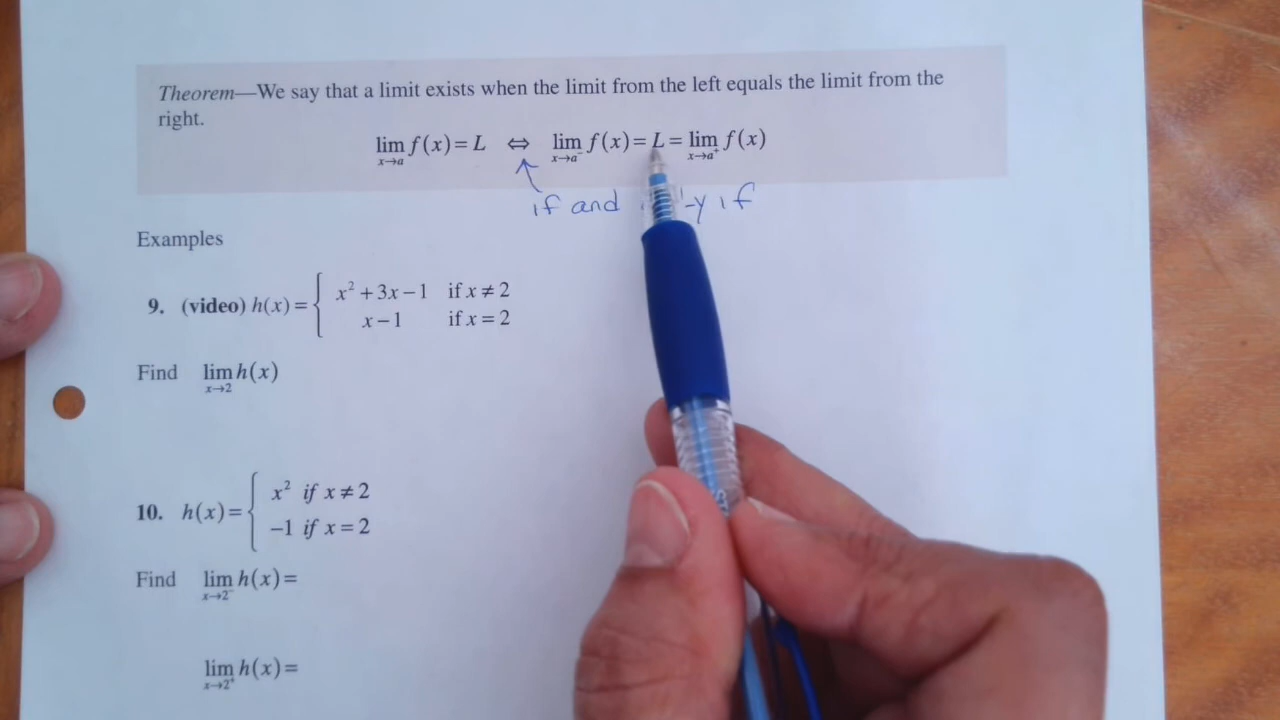 Theorem—We say that a limit exists when the limit from the left equals the limit from the
right.
lim f(x) = L ⇔ lim f(x) = L = lim f(x)
x→a x→a⁻ x→a⁺
if and if
Examples
9. (video) h(x) = { x² + 3x − 1 if x ≠ 2
x − 1 if x = 2
Find lim h(x)
x→2
10. h(x) = { x² if x ≠ 2
−1 if x = 2
Find lim h(x) =
x→2⁻
lim h(x) =
x→2⁺